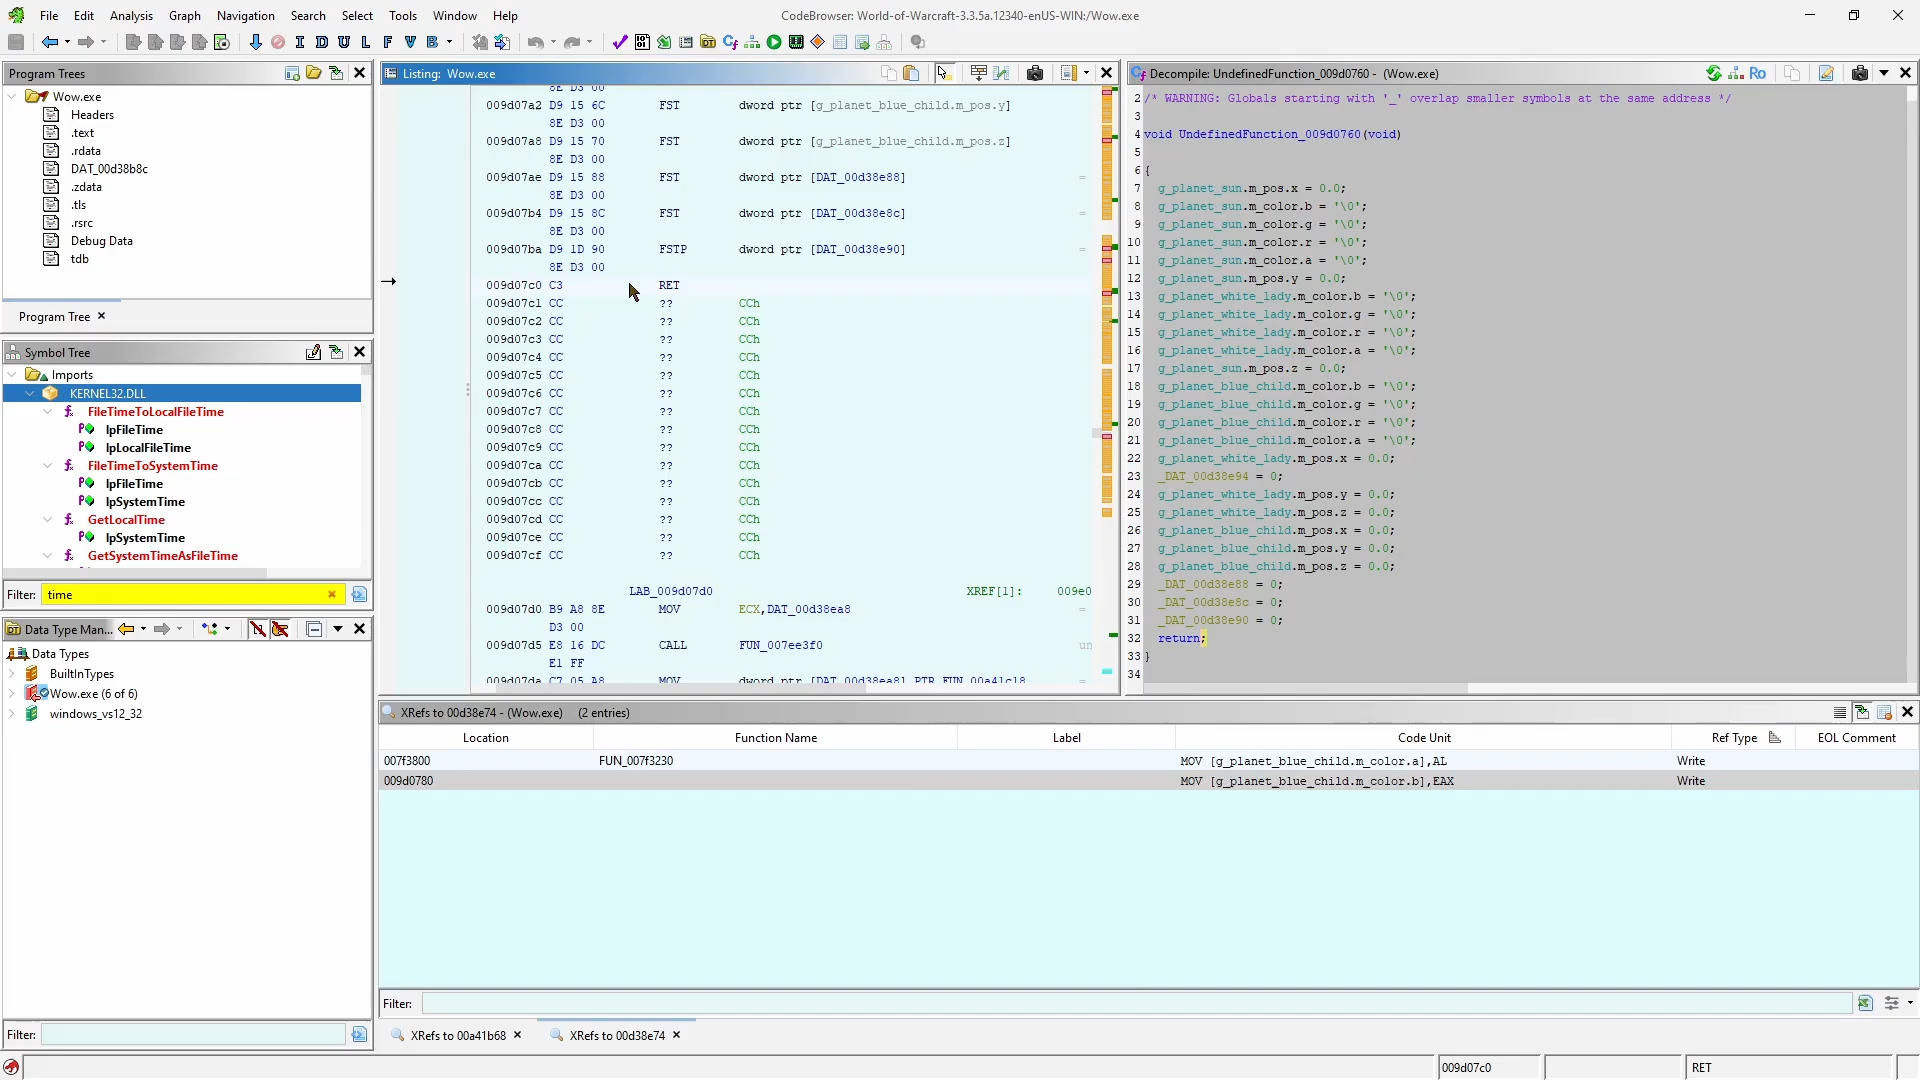 File Edit Analysis Graph Navigation Search Select Tools Window Help
CodeBrowser: World-of-Warcraft-3.3.5a.12340-enUS-WIN:/Wow.exe
I D U L F V B
Program Trees
Wow.exe
Headers
.text
.rdata
DAT_00d38b8c
.zdata
.tls
.rsrc
Debug Data
tdb
Program Tree
Symbol Tree
Imports
KERNEL32.DLL
FileTimeToLocalFileTime
lpFileTime
lpLocalFileTime
FileTimeToSystemTime
lpFileTime
lpSystemTime
GetLocalTime
lpSystemTime
GetSystemTimeAsFileTime
Filter: time
Data Type Man...
Data Types
BuiltInTypes
Wow.exe (6 of 6)
windows_vs12_32
Filter:
Listing: Wow.exe
8E D3 00
009d07a2 D9 15 6C FST dword ptr [g_planet_blue_child.m_pos.y]
8E D3 00
009d07a8 D9 15 70 FST dword ptr [g_planet_blue_child.m_pos.z]
8E D3 00
009d07ae D9 15 88 FST dword ptr [DAT_00d38e88] =
8E D3 00
009d07b4 D9 15 8C FST dword ptr [DAT_00d38e8c] =
8E D3 00
009d07ba D9 1D 90 FSTP dword ptr [DAT_00d38e90] =
8E D3 00
009d07c0 C3 RET
009d07c1 CC ?? CCh
009d07c2 CC ?? CCh
009d07c3 CC ?? CCh
009d07c4 CC ?? CCh
009d07c5 CC ?? CCh
009d07c6 CC ?? CCh
009d07c7 CC ?? CCh
009d07c8 CC ?? CCh
009d07c9 CC ?? CCh
009d07ca CC ?? CCh
009d07cb CC ?? CCh
009d07cc CC ?? CCh
009d07cd CC ?? CCh
009d07ce CC ?? CCh
009d07cf CC ?? CCh
LAB_009d07d0 XREF[1]: 009e0
009d07d0 B9 A8 8E MOV ECX,DAT_00d38ea8 =
D3 00
009d07d5 E8 16 DC CALL FUN_007ee3f0 un
E1 FF
009d07da C7 05 A8 MOV dword ptr [DAT_00d38ea8],PTR_FUN_00a41c18 =
Decompile: UndefinedFunction_009d0760 - (Wow.exe)
Ro
2 /* WARNING: Globals starting with '_' overlap smaller symbols at the same address */
3
4 void UndefinedFunction_009d0760(void)
5
6 {
7 g_planet_sun.m_pos.x = 0.0;
8 g_planet_sun.m_color.b = '\0';
9 g_planet_sun.m_color.g = '\0';
10 g_planet_sun.m_color.r = '\0';
11 g_planet_sun.m_color.a = '\0';
12 g_planet_sun.m_pos.y = 0.0;
13 g_planet_white_lady.m_color.b = '\0';
14 g_planet_white_lady.m_color.g = '\0';
15 g_planet_white_lady.m_color.r = '\0';
16 g_planet_white_lady.m_color.a = '\0';
17 g_planet_sun.m_pos.z = 0.0;
18 g_planet_blue_child.m_color.b = '\0';
19 g_planet_blue_child.m_color.g = '\0';
20 g_planet_blue_child.m_color.r = '\0';
21 g_planet_blue_child.m_color.a = '\0';
22 g_planet_white_lady.m_pos.x = 0.0;
23 _DAT_00d38e94 = 0;
24 g_planet_white_lady.m_pos.y = 0.0;
25 g_planet_white_lady.m_pos.z = 0.0;
26 g_planet_blue_child.m_pos.x = 0.0;
27 g_planet_blue_child.m_pos.y = 0.0;
28 g_planet_blue_child.m_pos.z = 0.0;
29 _DAT_00d38e88 = 0;
30 _DAT_00d38e8c = 0;
31 _DAT_00d38e90 = 0;
32 return;
33 }
34
XRefs to 00d38e74 - (Wow.exe) (2 entries)
Location Function Name Label Code Unit Ref Type EOL Comment
007f3800 FUN_007f3230 MOV [g_planet_blue_child.m_color.a],AL Write
009d0780 MOV [g_planet_blue_child.m_color.b],EAX Write
Filter:
XRefs to 00a41b68 XRefs to 00d38e74
009d07c0 RET